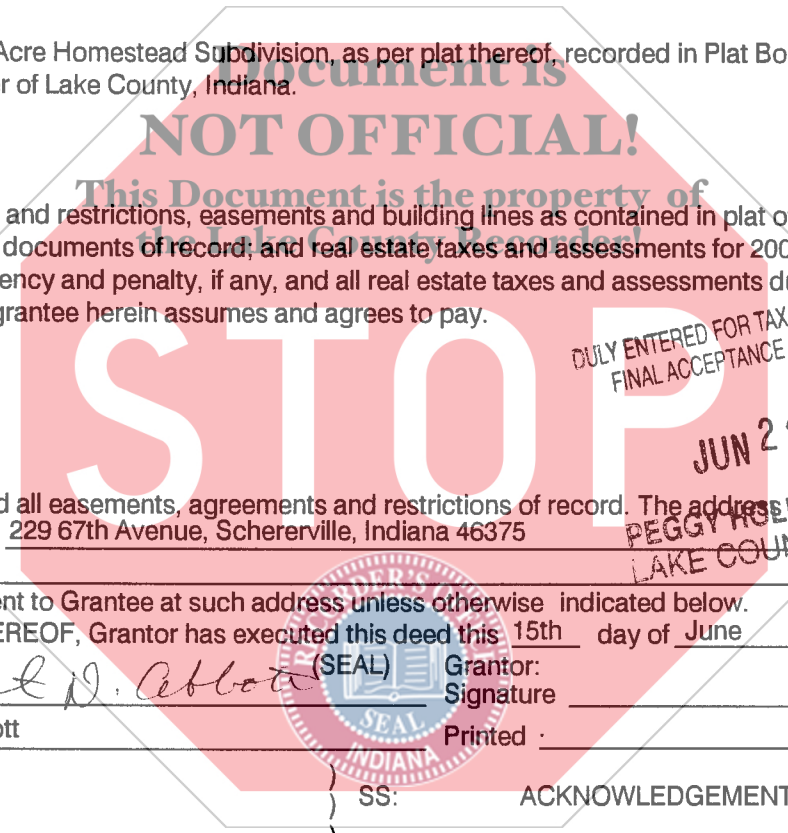 Acre Homestead Subdivision, as per plat thereof, recorded in Plat Bo
r of Lake County, Indiana.
Document is
NOT OFFICIAL!
This Document is the property of
the Lake County Recorder!
and restrictions, easements and building lines as contained in plat o
documents of record; and real estate taxes and assessments for 200
ency and penalty, if any, and all real estate taxes and assessments d
grantee herein assumes and agrees to pay.
DULY ENTERED FOR TAX
FINAL ACCEPTANCE
STOP
JUN 2
d all easements, agreements and restrictions of record. The address
229 67th Avenue, Schererville, Indiana 46375
PEGGY HOL
LAKE COUN
ent to Grantee at such address unless otherwise indicated below.
EREOF, Grantor has executed this deed this 15th day of June
D. Abbott (SEAL) Grantor:
Signature
ott Printed
RECORDER'S OFFICE
SEAL
INDIANA
SS: ACKNOWLEDGEMENT